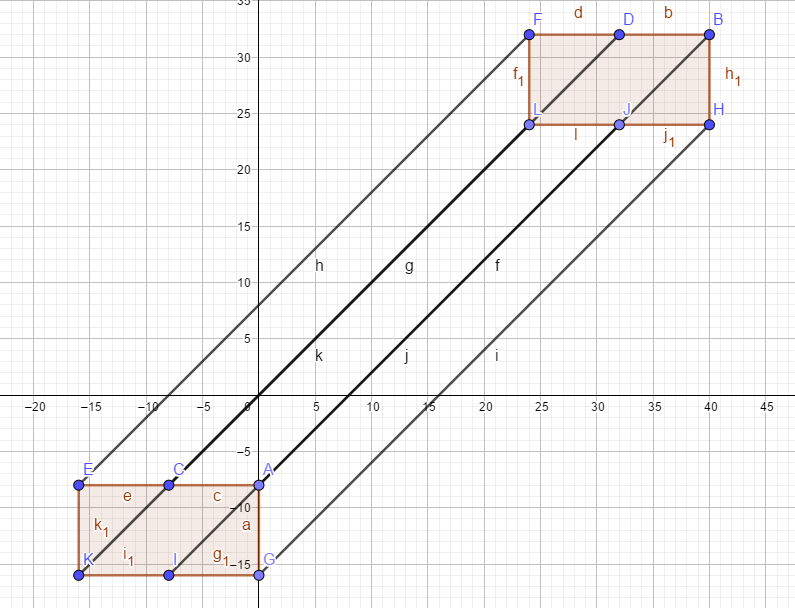 35
F d D b B
30
f₁ h₁
25
L J H
l j₁
20
15
h g f
10
5
k j i
−20 −15 −10 −5 0 5 10 15 20 25 30 35 40 45
−5
E C A
e c
−10
k₁ a
K i₁ I g₁ −15 G